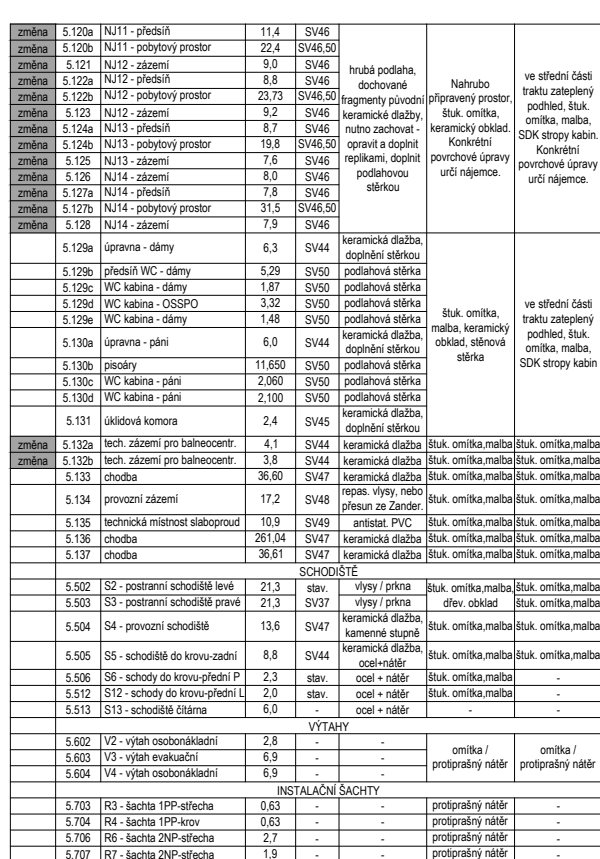 změna 5.120a NJ11 - předsíň 11,4 SV46
změna 5.120b NJ11 - pobytový prostor 22,4 SV46,50
změna 5.121 NJ12 - zázemí 9,0 SV46
změna 5.122a NJ12 - předsíň 8,8 SV46
změna 5.122b NJ12 - pobytový prostor 23,73 SV46,50
změna 5.123 NJ12 - zázemí 9,2 SV46
změna 5.124a NJ13 - předsíň 8,7 SV46
změna 5.124b NJ13 - pobytový prostor 19,8 SV46,50
změna 5.125 NJ13 - zázemí 7,6 SV46
změna 5.126 NJ14 - zázemí 8,0 SV46
změna 5.127a NJ14 - předsíň 7,8 SV46
změna 5.127b NJ14 - pobytový prostor 31,5 SV46,50
změna 5.128 NJ14 - zázemí 7,9 SV46
hrubá podlaha,
dochované
fragmenty původní
keramické dlažby,
nutno zachovat -
opravit a doplnit
replikami, doplnit
podlahovou
stěrkou
Nahrubo
připravený prostor,
štuk. omítka,
keramický obklad.
Konkrétní
povrchové úpravy
určí nájemce.
ve střední části
traktu zateplený
podhled, štuk.
omítka, malba,
SDK stropy kabin.
Konkrétní
povrchové úpravy
určí nájemce.
5.129a úpravna - dámy 6,3 SV44 keramická dlažba,
doplnění stěrkou
5.129b předsíň WC - dámy 5,29 SV50 podlahová stěrka
5.129c WC kabina - dámy 1,87 SV50 podlahová stěrka
5.129d WC kabina - OSSPO 3,32 SV50 podlahová stěrka
5.129e WC kabina - dámy 1,48 SV50 podlahová stěrka
5.130a úpravna - páni 6,0 SV44 keramická dlažba,
doplnění stěrkou
5.130b pisoáry 11,650 SV50 podlahová stěrka
5.130c WC kabina - páni 2,060 SV50 podlahová stěrka
5.130d WC kabina - páni 2,100 SV50 podlahová stěrka
5.131 úklidová komora 2,4 SV45 keramická dlažba,
doplnění stěrkou
štuk. omítka,
malba, keramický
obklad, stěnová
stěrka
ve střední části
traktu zateplený
podhled, štuk.
omítka, malba,
SDK stropy kabin
změna 5.132a tech. zázemí pro balneocentr. 4,1 SV44 keramická dlažba štuk. omítka,malba štuk. omítka,malba
změna 5.132b tech. zázemí pro balneocentr. 3,8 SV44 keramická dlažba štuk. omítka,malba štuk. omítka,malba
5.133 chodba 36,60 SV47 keramická dlažba štuk. omítka,malba štuk. omítka,malba
5.134 provozní zázemí 17,2 SV48 repas. vlysy, nebo
přesun ze Zander. štuk. omítka,malba štuk. omítka,malba
5.135 technická místnost slaboproud 10,9 SV49 antistat. PVC štuk. omítka,malba štuk. omítka,malba
5.136 chodba 261,04 SV47 keramická dlažba štuk. omítka,malba štuk. omítka,malba
5.137 chodba 36,61 SV47 keramická dlažba štuk. omítka,malba štuk. omítka,malba
SCHODIŠTĚ
5.502 S2 - postranní schodiště levé 21,3 stav. vlysy / prkna štuk. omítka,malba, štuk. omítka,malba
5.503 S3 - postranní schodiště pravé 21,3 SV37 vlysy / prkna dřev. obklad štuk. omítka,malba
5.504 S4 - provozní schodiště 13,6 SV47 keramická dlažba,
kamenné stupně štuk. omítka,malba štuk. omítka,malba
5.505 S5 - schodiště do krovu-zadní 8,8 SV44 keramická dlažba,
ocel+nátěr štuk. omítka,malba štuk. omítka,malba
5.506 S6 - schody do krovu-přední P 2,3 stav. ocel + nátěr štuk. omítka,malba -
5.512 S12 - schody do krovu-přední L 2,0 stav. ocel + nátěr štuk. omítka,malba -
5.513 S13 - schodiště čítárna 6,0 - ocel + nátěr - -
VÝTAHY
5.602 V2 - výtah osobonákladní 2,8 - -
5.603 V3 - výtah evakuační 6,9 - -
5.604 V4 - výtah osobonákladní 6,9 - -
omítka /
protiprašný nátěr
omítka /
protiprašný nátěr
INSTALAČNÍ ŠACHTY
5.703 R3 - šachta 1PP-střecha 0,63 - - protiprašný nátěr -
5.704 R4 - šachta 1PP-krov 0,63 - - protiprašný nátěr -
5.706 R6 - šachta 2NP-střecha 2,7 - - protiprašný nátěr -
5.707 R7 - šachta 2NP-střecha 1,9 - - protiprašný nátěr -